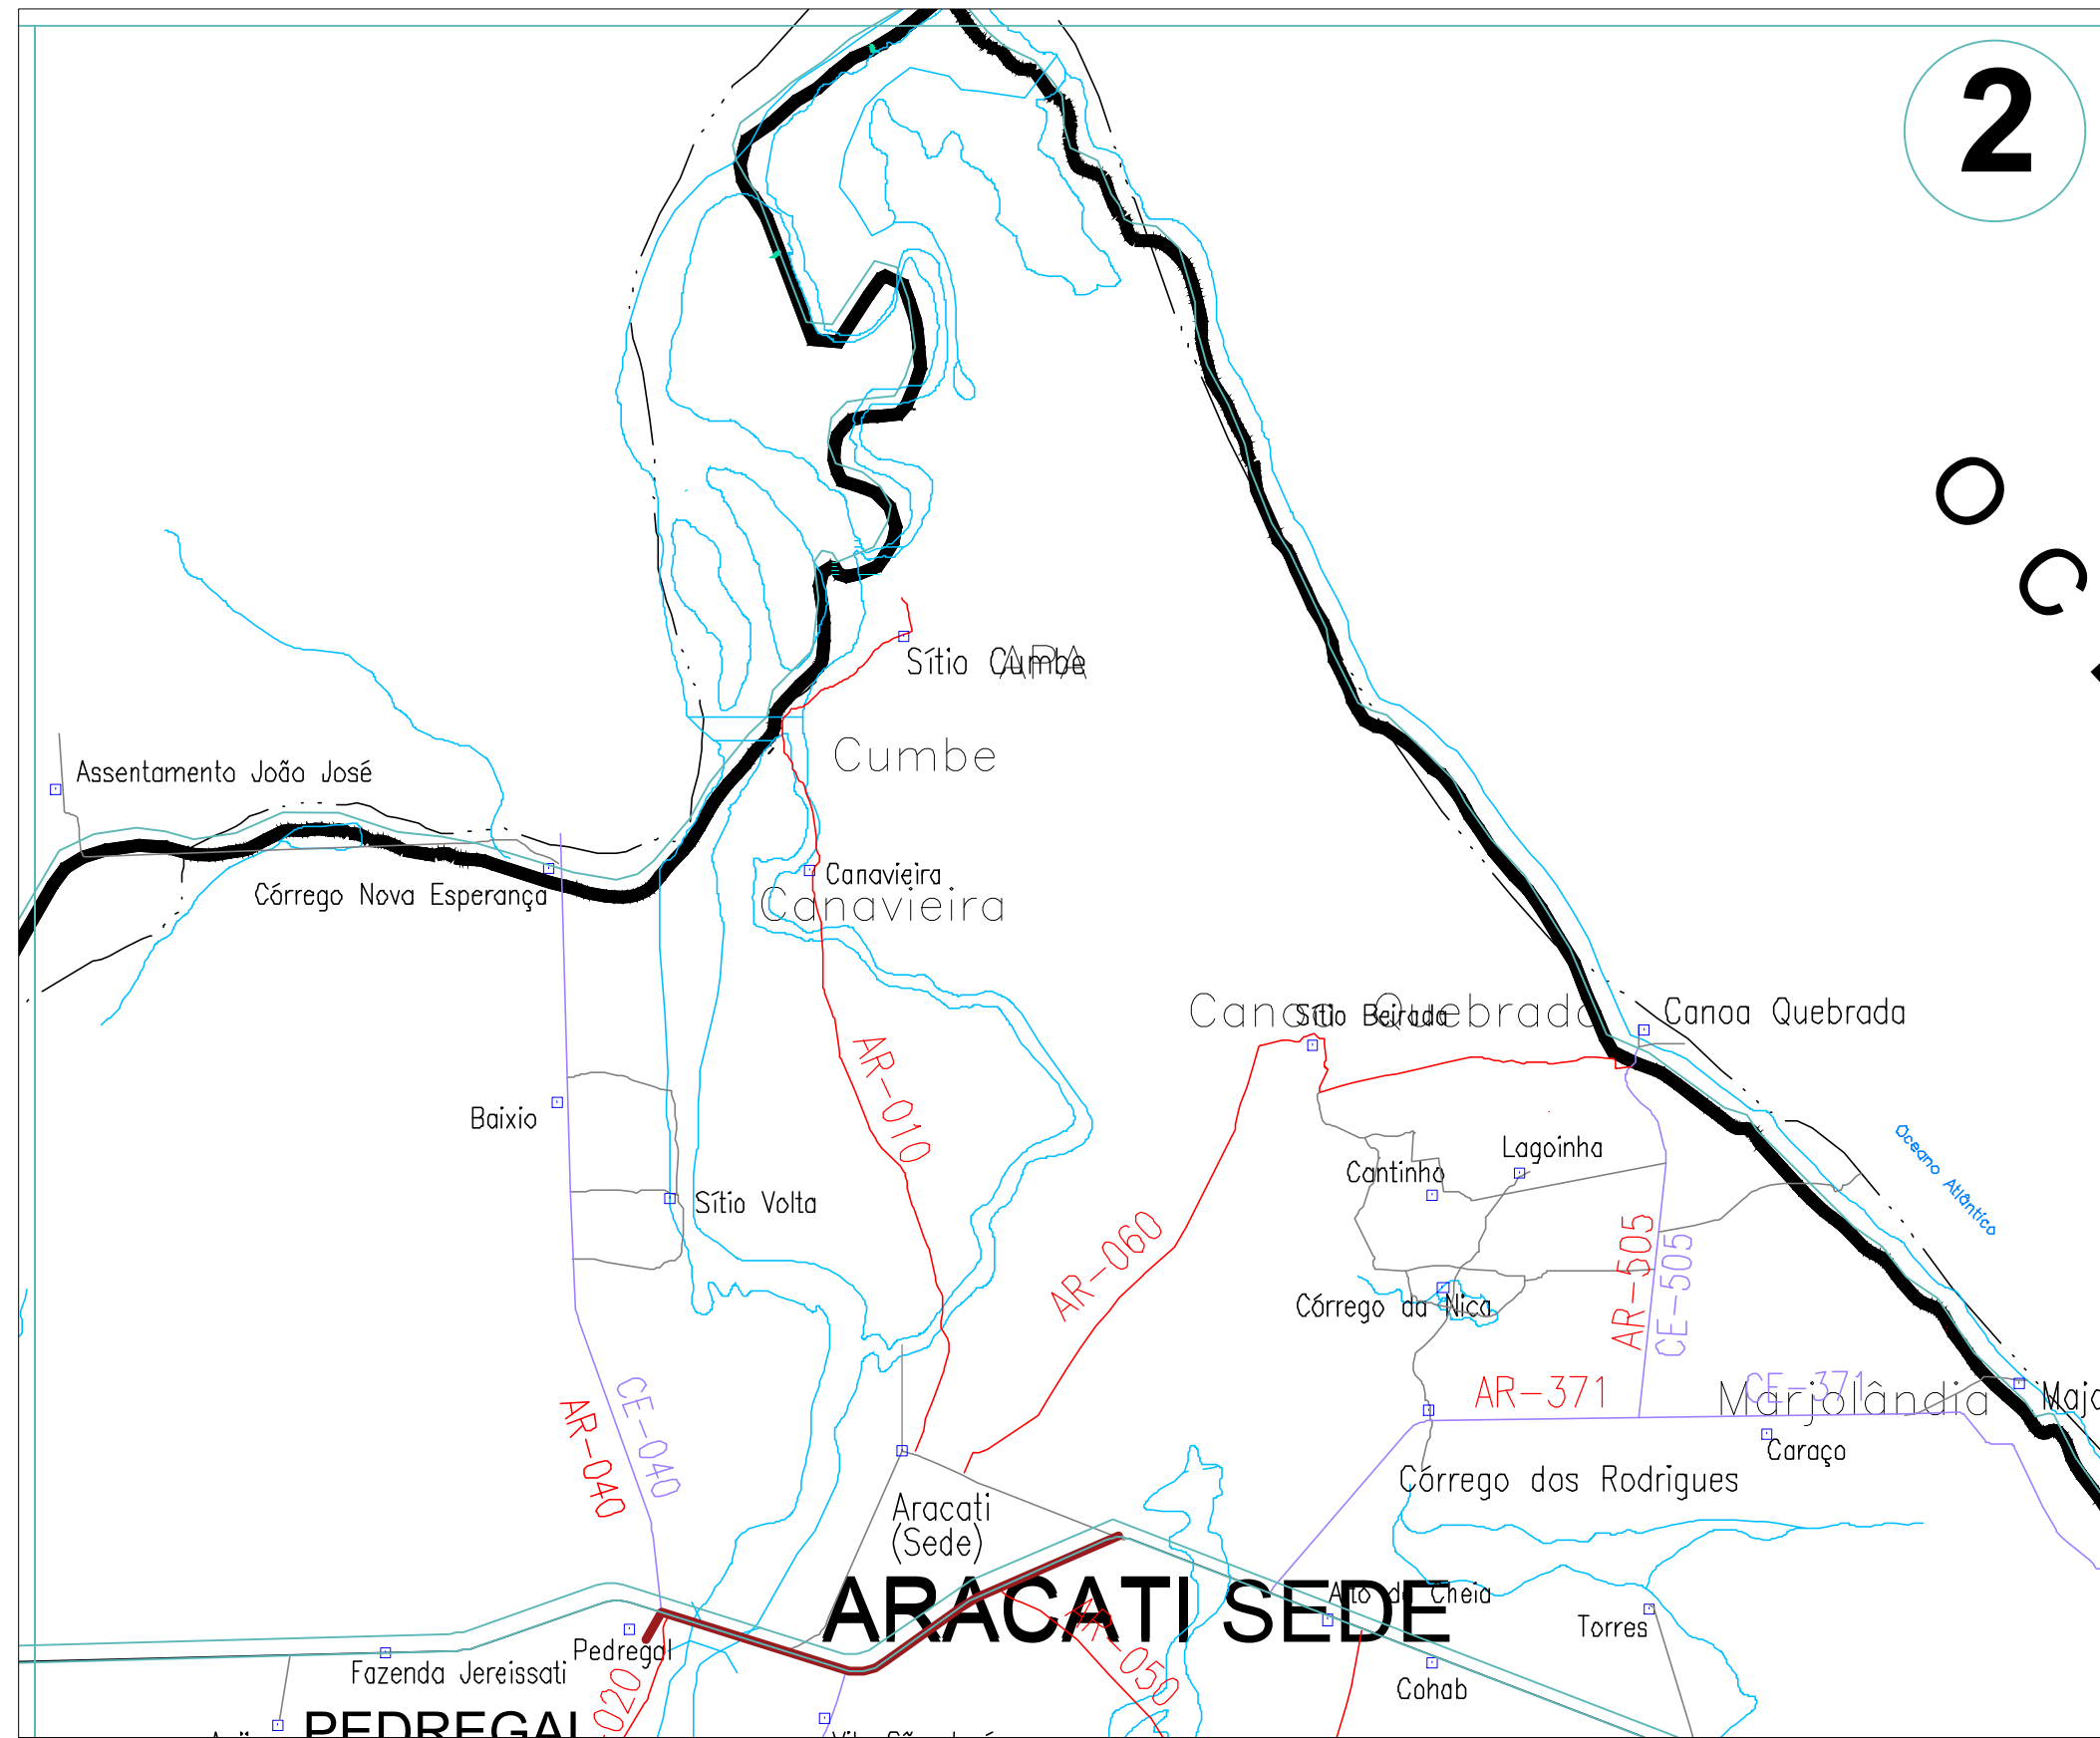 2
O
C
Sítio Cumbe
APA
Cumbe
Assentamento João José
Canavieira
Córrego Nova Esperança
Canavieira
Canoa Quebrada
Sítio Beirada
Canoa Quebrada
AR-010
Baixio
Oceano Atlântico
Lagoinha
Cantinho
Sítio Volta
AR-060
AR-505
CE-505
Córrego da Nica
CE-040
AR-040
AR-371
CE-371
Marjolândia
Majo
Caraço
Córrego dos Rodrigues
Aracati
(Sede)
ARACATI SEDE
Alto da Cheia
AR-050
Torres
Pedregal
Fazenda Jereissati
Cohab
020
PEDREGAL